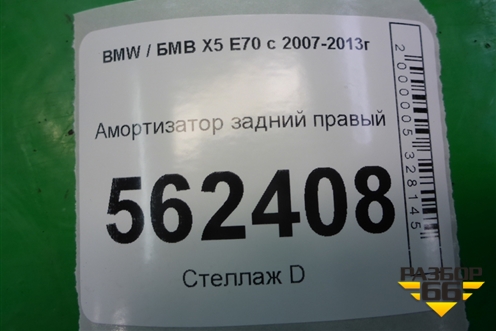 BMW / БМВ X5 E70 с 2007-2013г
Амортизатор задний правый
562408
Стеллаж D
2000005328145
РАЗБОР
66